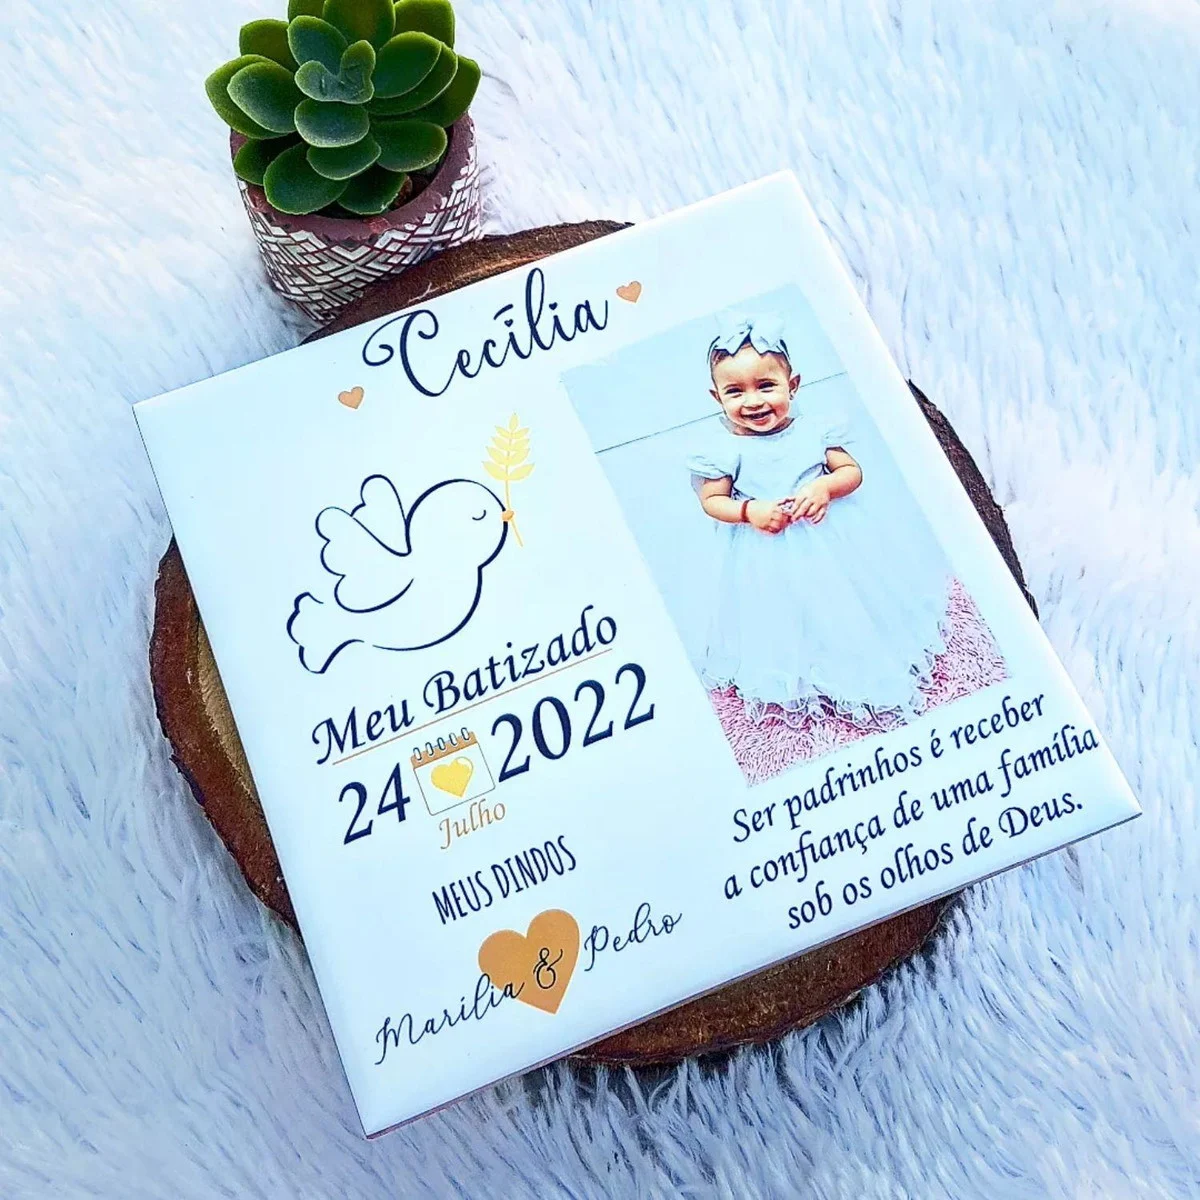 Cecília
Meu Batizado
24 2022
Julho
MEUS DINDOS
Marília & Pedro
Ser padrinhos é receber
a confiança de uma família
sob os olhos de Deus.